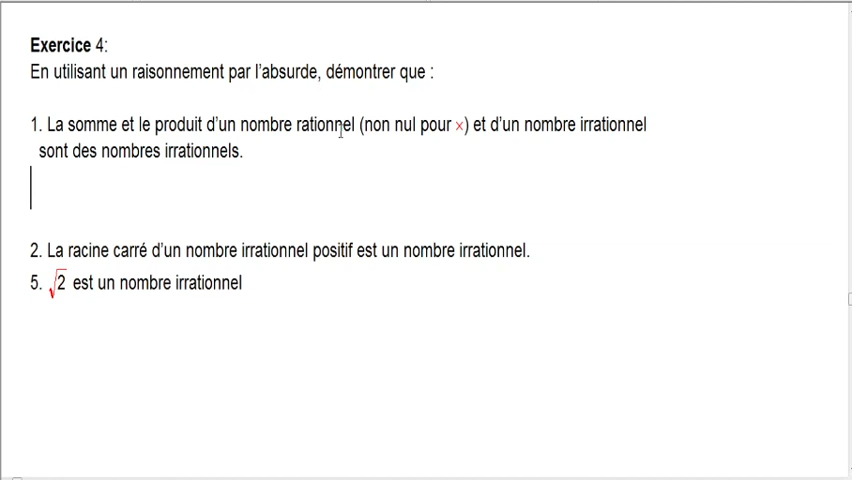 Exercice 4:
En utilisant un raisonnement par l’absurde, démontrer que :
1. La somme et le produit d’un nombre rationnel (non nul pour ×) et d’un nombre irrationnel
sont des nombres irrationnels.
2. La racine carré d’un nombre irrationnel positif est un nombre irrationnel.
5. √2 est un nombre irrationnel